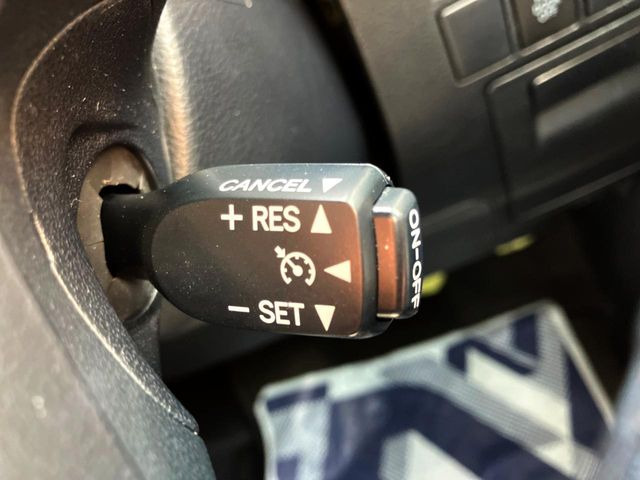 CANCEL ▼
+ RES ▲
◀
− SET ▼
ON-OFF